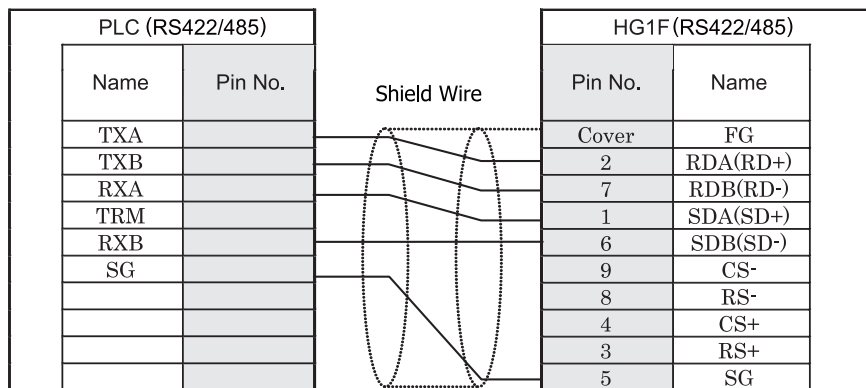 PLC (RS422/485) HG1F(RS422/485)
Name Pin No. Shield Wire Pin No. Name
TXA Cover FG
TXB 2 RDA(RD+)
RXA 7 RDB(RD-)
TRM 1 SDA(SD+)
RXB 6 SDB(SD-)
SG 9 CS-
8 RS-
4 CS+
3 RS+
5 SG